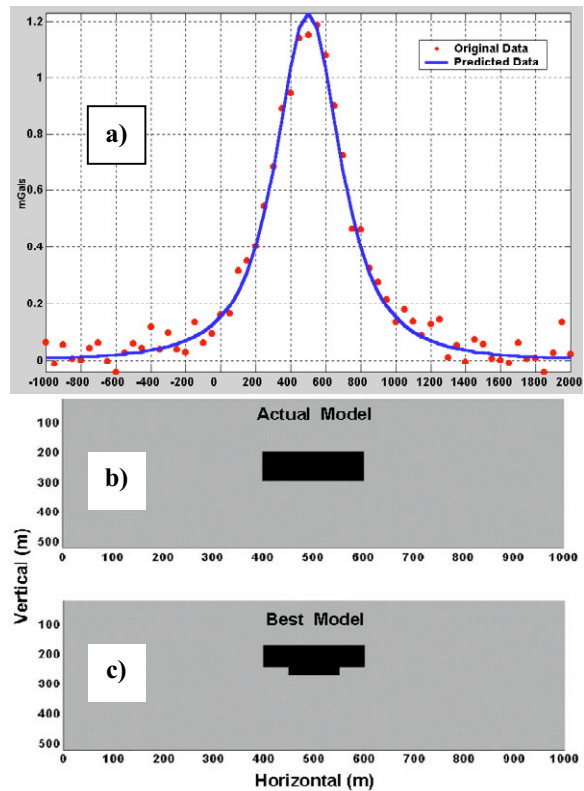 1.2
1
0.8
0.6
0.4
0.2
0
mGals
a)
Original Data
Predicted Data
-1000 -800 -600 -400 -200 0 200 400 600 800 1000 1200 1400 1600 1800 2000
Actual Model
b)
100
200
300
400
500
0 100 200 300 400 500 600 700 800 900 1000
Vertical (m)
Best Model
c)
100
200
300
400
500
0 100 200 300 400 500 600 700 800 900 1000
Horizontal (m)